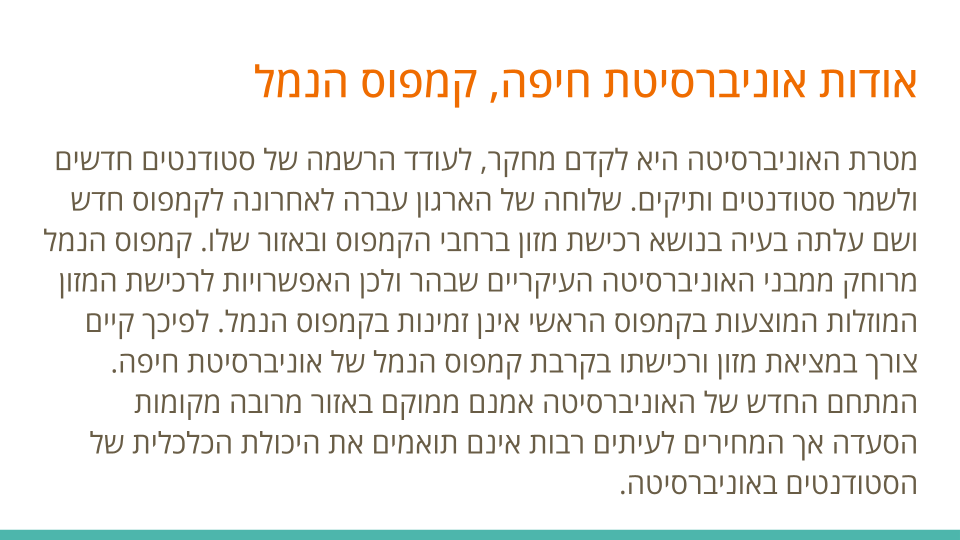 אודות אוניברסיטת חיפה, קמפוס הנמל
מטרת האוניברסיטה היא לקדם מחקר, לעודד הרשמה של סטודנטים חדשים
ולשמר סטודנטים ותיקים. שלוחה של הארגון עברה לאחרונה לקמפוס חדש
ושם עלתה בעיה בנושא רכישת מזון ברחבי הקמפוס ובאזור שלו. קמפוס הנמל
מרוחק ממבני האוניברסיטה העיקריים שבהר ולכן האפשרויות לרכישת המזון
המוזלות המוצעות בקמפוס הראשי אינן זמינות בקמפוס הנמל. לפיכך קיים
צורך במציאת מזון ורכישתו בקרבת קמפוס הנמל של אוניברסיטת חיפה.
המתחם החדש של האוניברסיטה אמנם ממוקם באזור מרובה מקומות
הסעדה אך המחירים לעיתים רבות אינם תואמים את היכולת הכלכלית של
הסטודנטים באוניברסיטה.